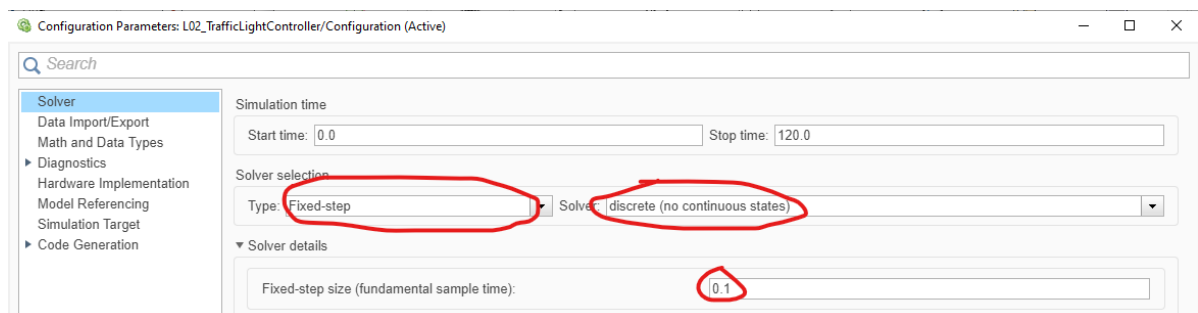 Configuration Parameters: L02_TrafficLightController/Configuration (Active)
Search
Solver
Data Import/Export
Math and Data Types
Diagnostics
Hardware Implementation
Model Referencing
Simulation Target
Code Generation
Simulation time
Start time: 0.0 Stop time: 120.0
Solver selection
Type: Fixed-step Solver: discrete (no continuous states)
Solver details
Fixed-step size (fundamental sample time): 0.1